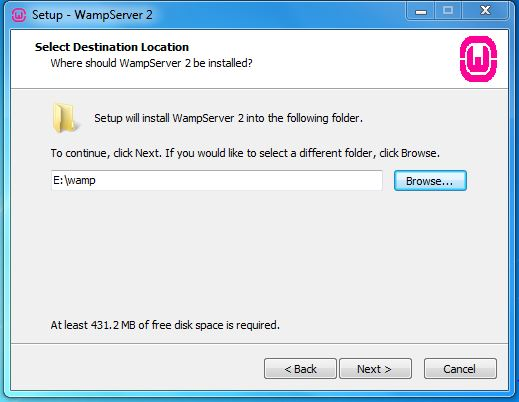 Setup - WampServer 2
Select Destination Location
Where should WampServer 2 be installed?
Setup will install WampServer 2 into the following folder.
To continue, click Next. If you would like to select a different folder, click Browse.
E:\wamp
Browse...
At least 431.2 MB of free disk space is required.
< Back
Next >
Cancel